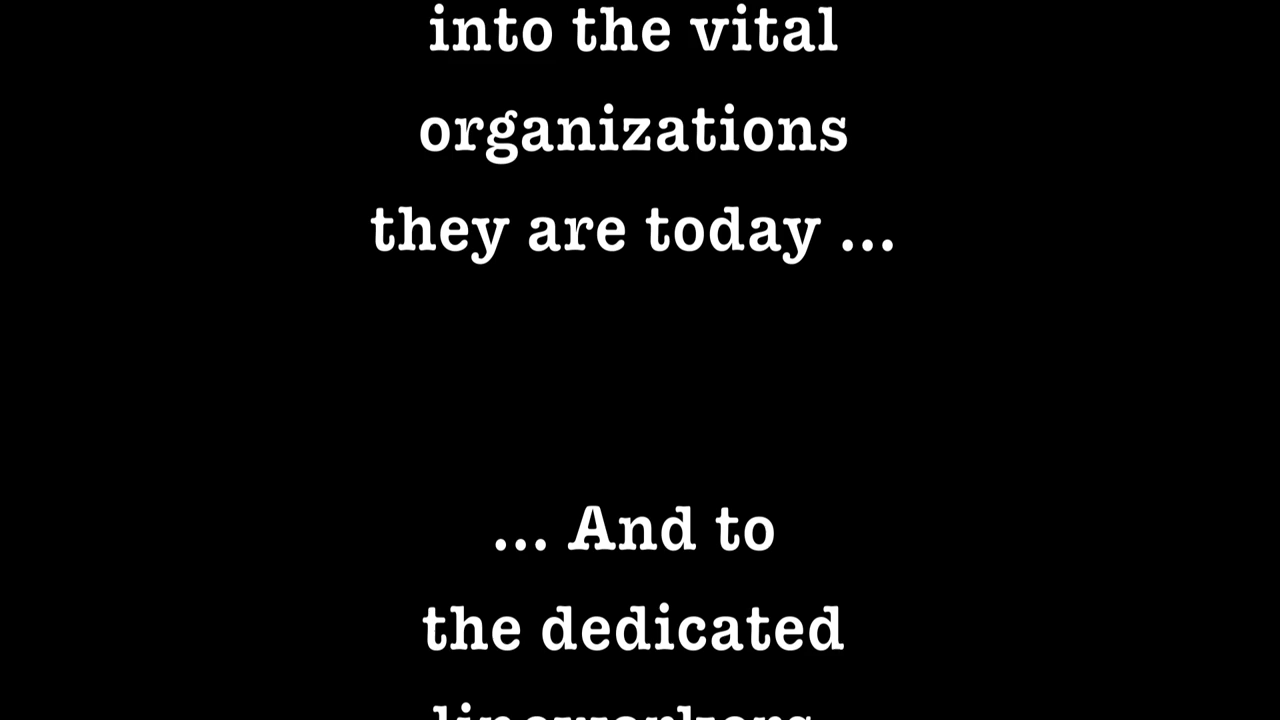 into the vital
organizations
they are today ...
... And to
the dedicated